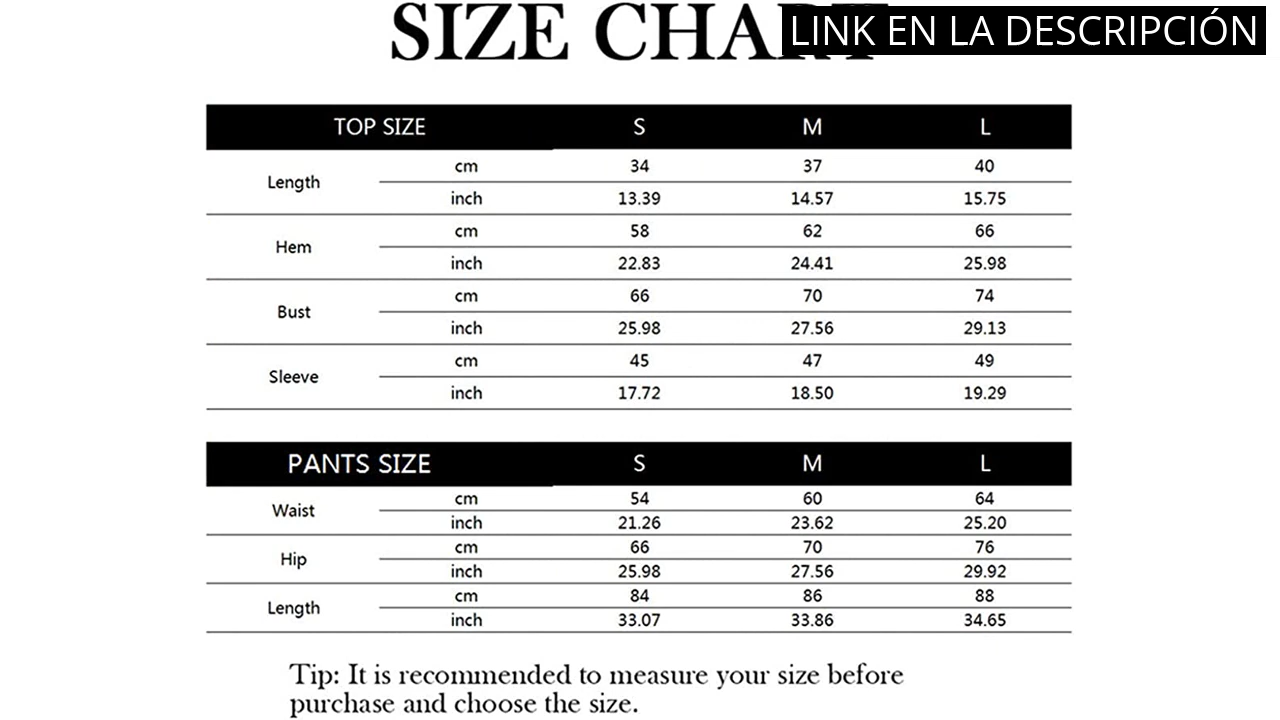 SIZE CHART
LINK EN LA DESCRIPCIÓN
TOP SIZE S M L
Length cm 34 37 40
inch 13.39 14.57 15.75
Hem cm 58 62 66
inch 22.83 24.41 25.98
Bust cm 66 70 74
inch 25.98 27.56 29.13
Sleeve cm 45 47 49
inch 17.72 18.50 19.29
PANTS SIZE S M L
Waist cm 54 60 64
inch 21.26 23.62 25.20
Hip cm 66 70 76
inch 25.98 27.56 29.92
Length cm 84 86 88
inch 33.07 33.86 34.65
Tip: It is recommended to measure your size before
purchase and choose the size.